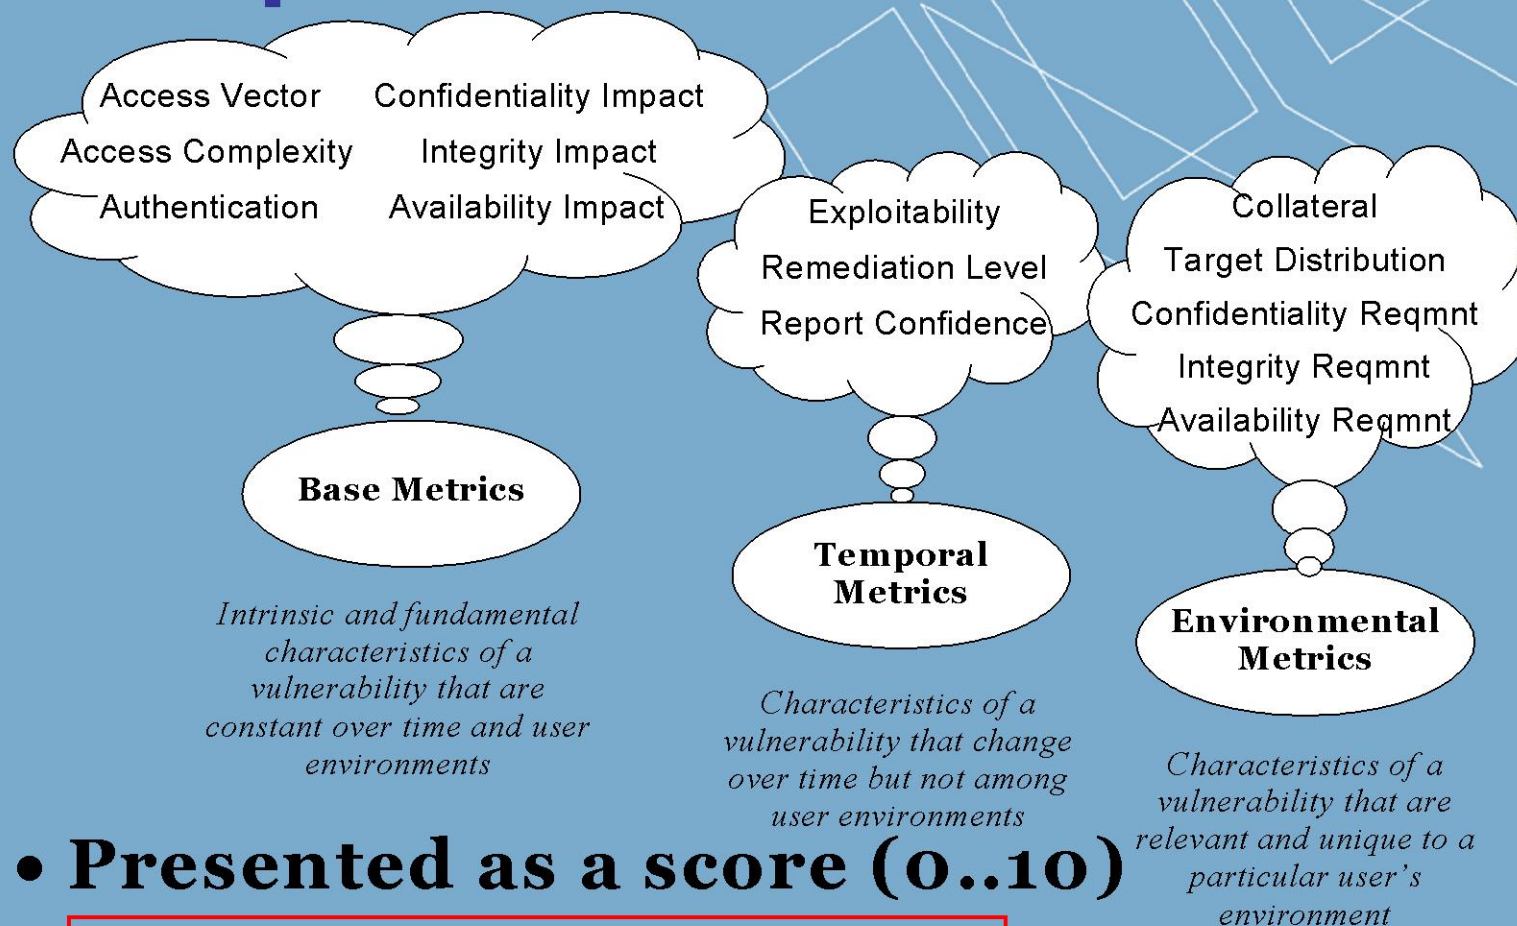 Access Vector
Access Complexity
Authentication
Confidentiality Impact
Integrity Impact
Availability Impact
Base Metrics
Intrinsic and fundamental
characteristics of a
vulnerability that are
constant over time and user
environments
Exploitability
Remediation Level
Report Confidence
Temporal
Metrics
Characteristics of a
vulnerability that change
over time but not among
user environments
Collateral
Target Distribution
Confidentiality Reqmnt
Integrity Reqmnt
Availability Reqmnt
Environmental
Metrics
Characteristics of a
vulnerability that are
relevant and unique to a
particular user's
environment
• Presented as a score (0..10)